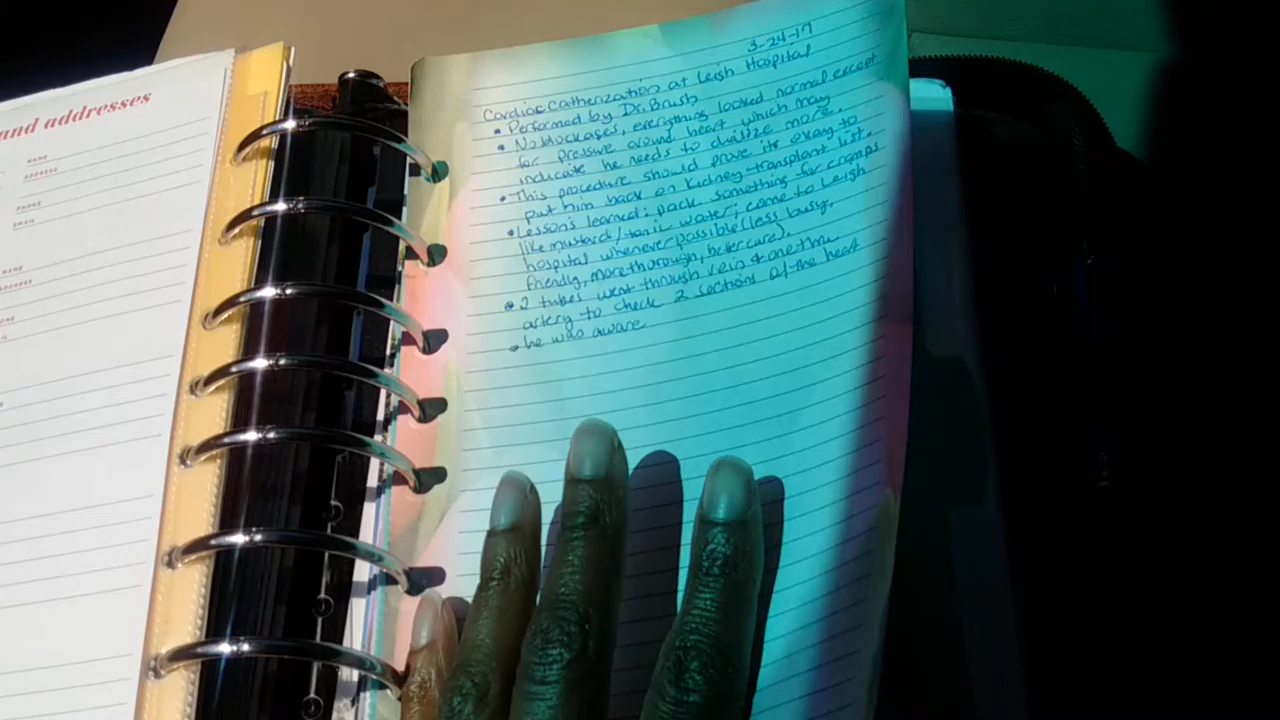 and addresses
NAME
ADDRESS
PHONE
EMAIL
NAME
3-24-17
Cardiac Catherization at Leigh Hospital
• Performed by Dr. Brush
• No blockages, everything looked normal except
for pressure around heart which may
indicate he needs to dialize more.
• This procedure should prove its okay to
put him back on kidney transplant list.
• Lesson's learned: pack something for cramps
like mustard/tonic water; come to Leigh
hospital whenever possible (less busy,
friendly, more thorough, better care).
• 2 tubes went through vein & one thru
artery to check 2 sections of the heart
• he was aware